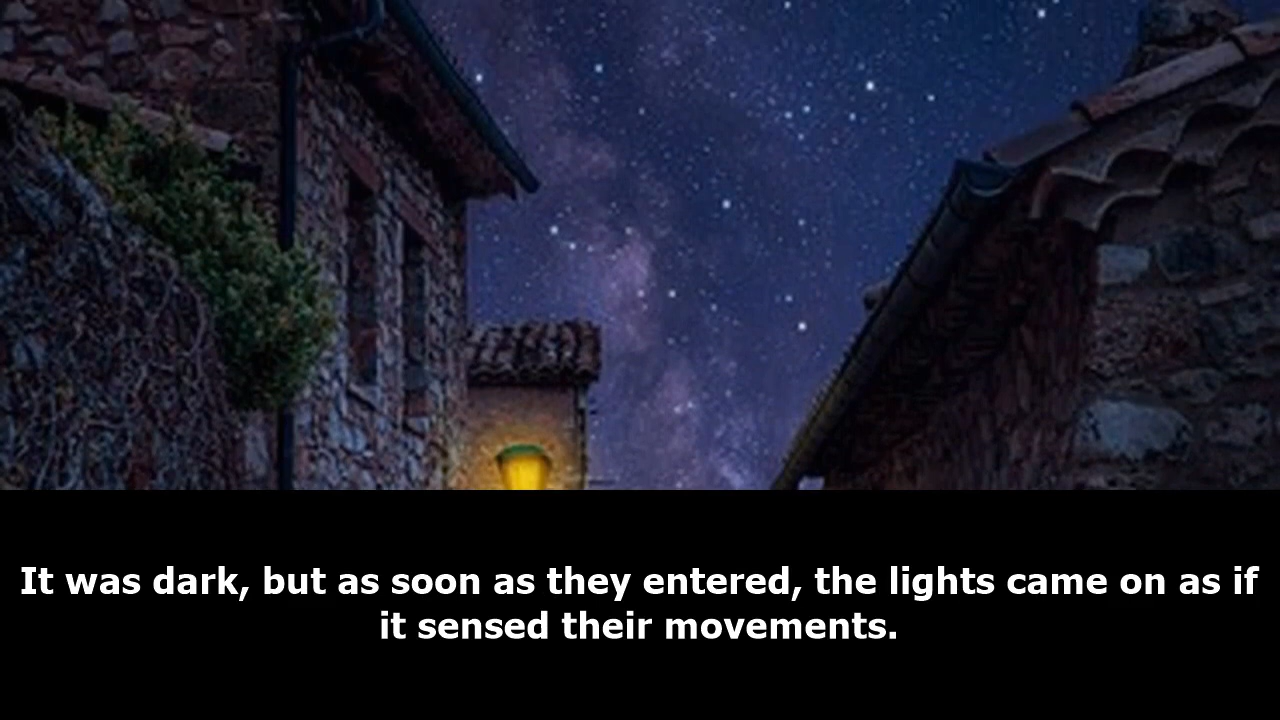 It was dark, but as soon as they entered, the lights came on as if
it sensed their movements.